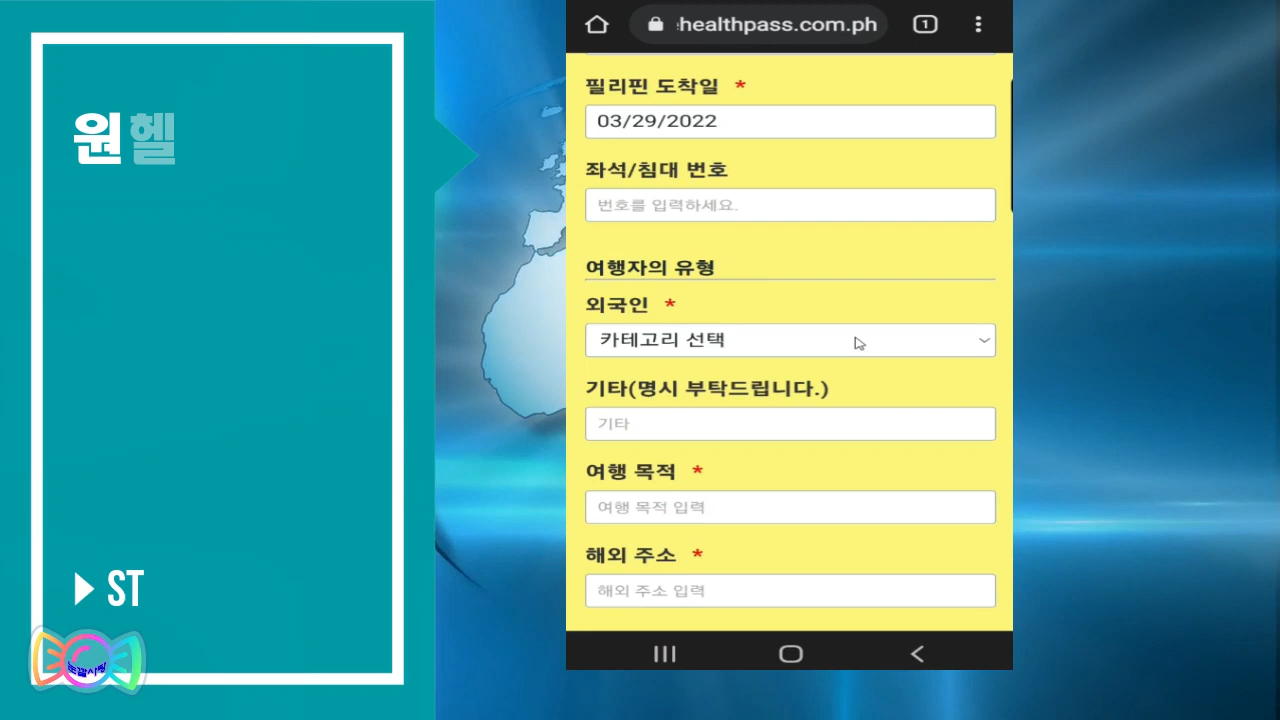 원헬
ST
:healthpass.com.ph
1
필리핀 도착일 *
03/29/2022
좌석/침대 번호
번호를 입력하세요.
여행자의 유형
외국인 *
카테고리 선택
기타(명시 부탁드립니다.)
기타
여행 목적 *
여행 목적 입력
해외 주소 *
해외 주소 입력